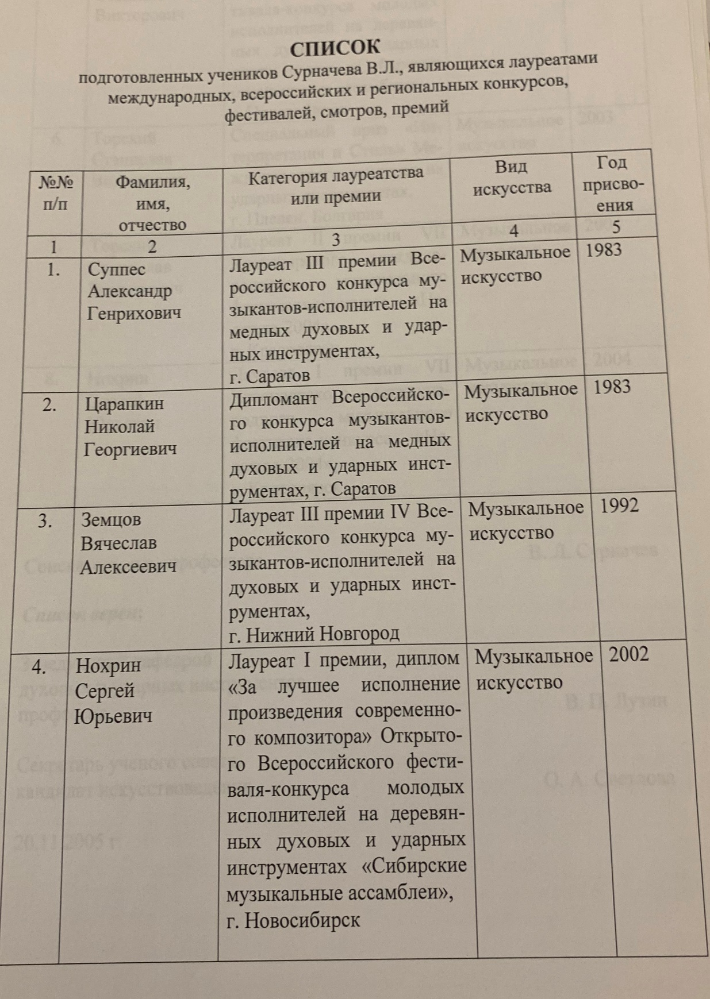 СПИСОК
подготовленных учеников Сурначева В.Л., являющихся лауреатами
международных, всероссийских и региональных конкурсов,
фестивалей, смотров, премий
№№
п/п
Фамилия,
имя,
отчество
Категория лауреатства
или премии
Вид
искусства
Год
присво-
ения
1
2
3
4
5
1.
Суппес
Александр
Генрихович
Лауреат III премии Все-
российского конкурса му-
зыкантов-исполнителей на
медных духовых и удар-
ных инструментах,
г. Саратов
Музыкальное
искусство
1983
2.
Царапкин
Николай
Георгиевич
Дипломант Всероссийско-
го конкурса музыкантов-
исполнителей на медных
духовых и ударных инст-
рументах, г. Саратов
Музыкальное
искусство
1983
3.
Земцов
Вячеслав
Алексеевич
Лауреат III премии IV Все-
российского конкурса му-
зыкантов-исполнителей на
духовых и ударных инст-
рументах,
г. Нижний Новгород
Музыкальное
искусство
1992
4.
Нохрин
Сергей
Юрьевич
Лауреат I премии, диплом
«За лучшее исполнение
произведения современно-
го композитора» Открыто-
го Всероссийского фести-
валя-конкурса молодых
исполнителей на деревян-
ных духовых и ударных
инструментах «Сибирские
музыкальные ассамблеи»,
г. Новосибирск
Музыкальное
искусство
2002